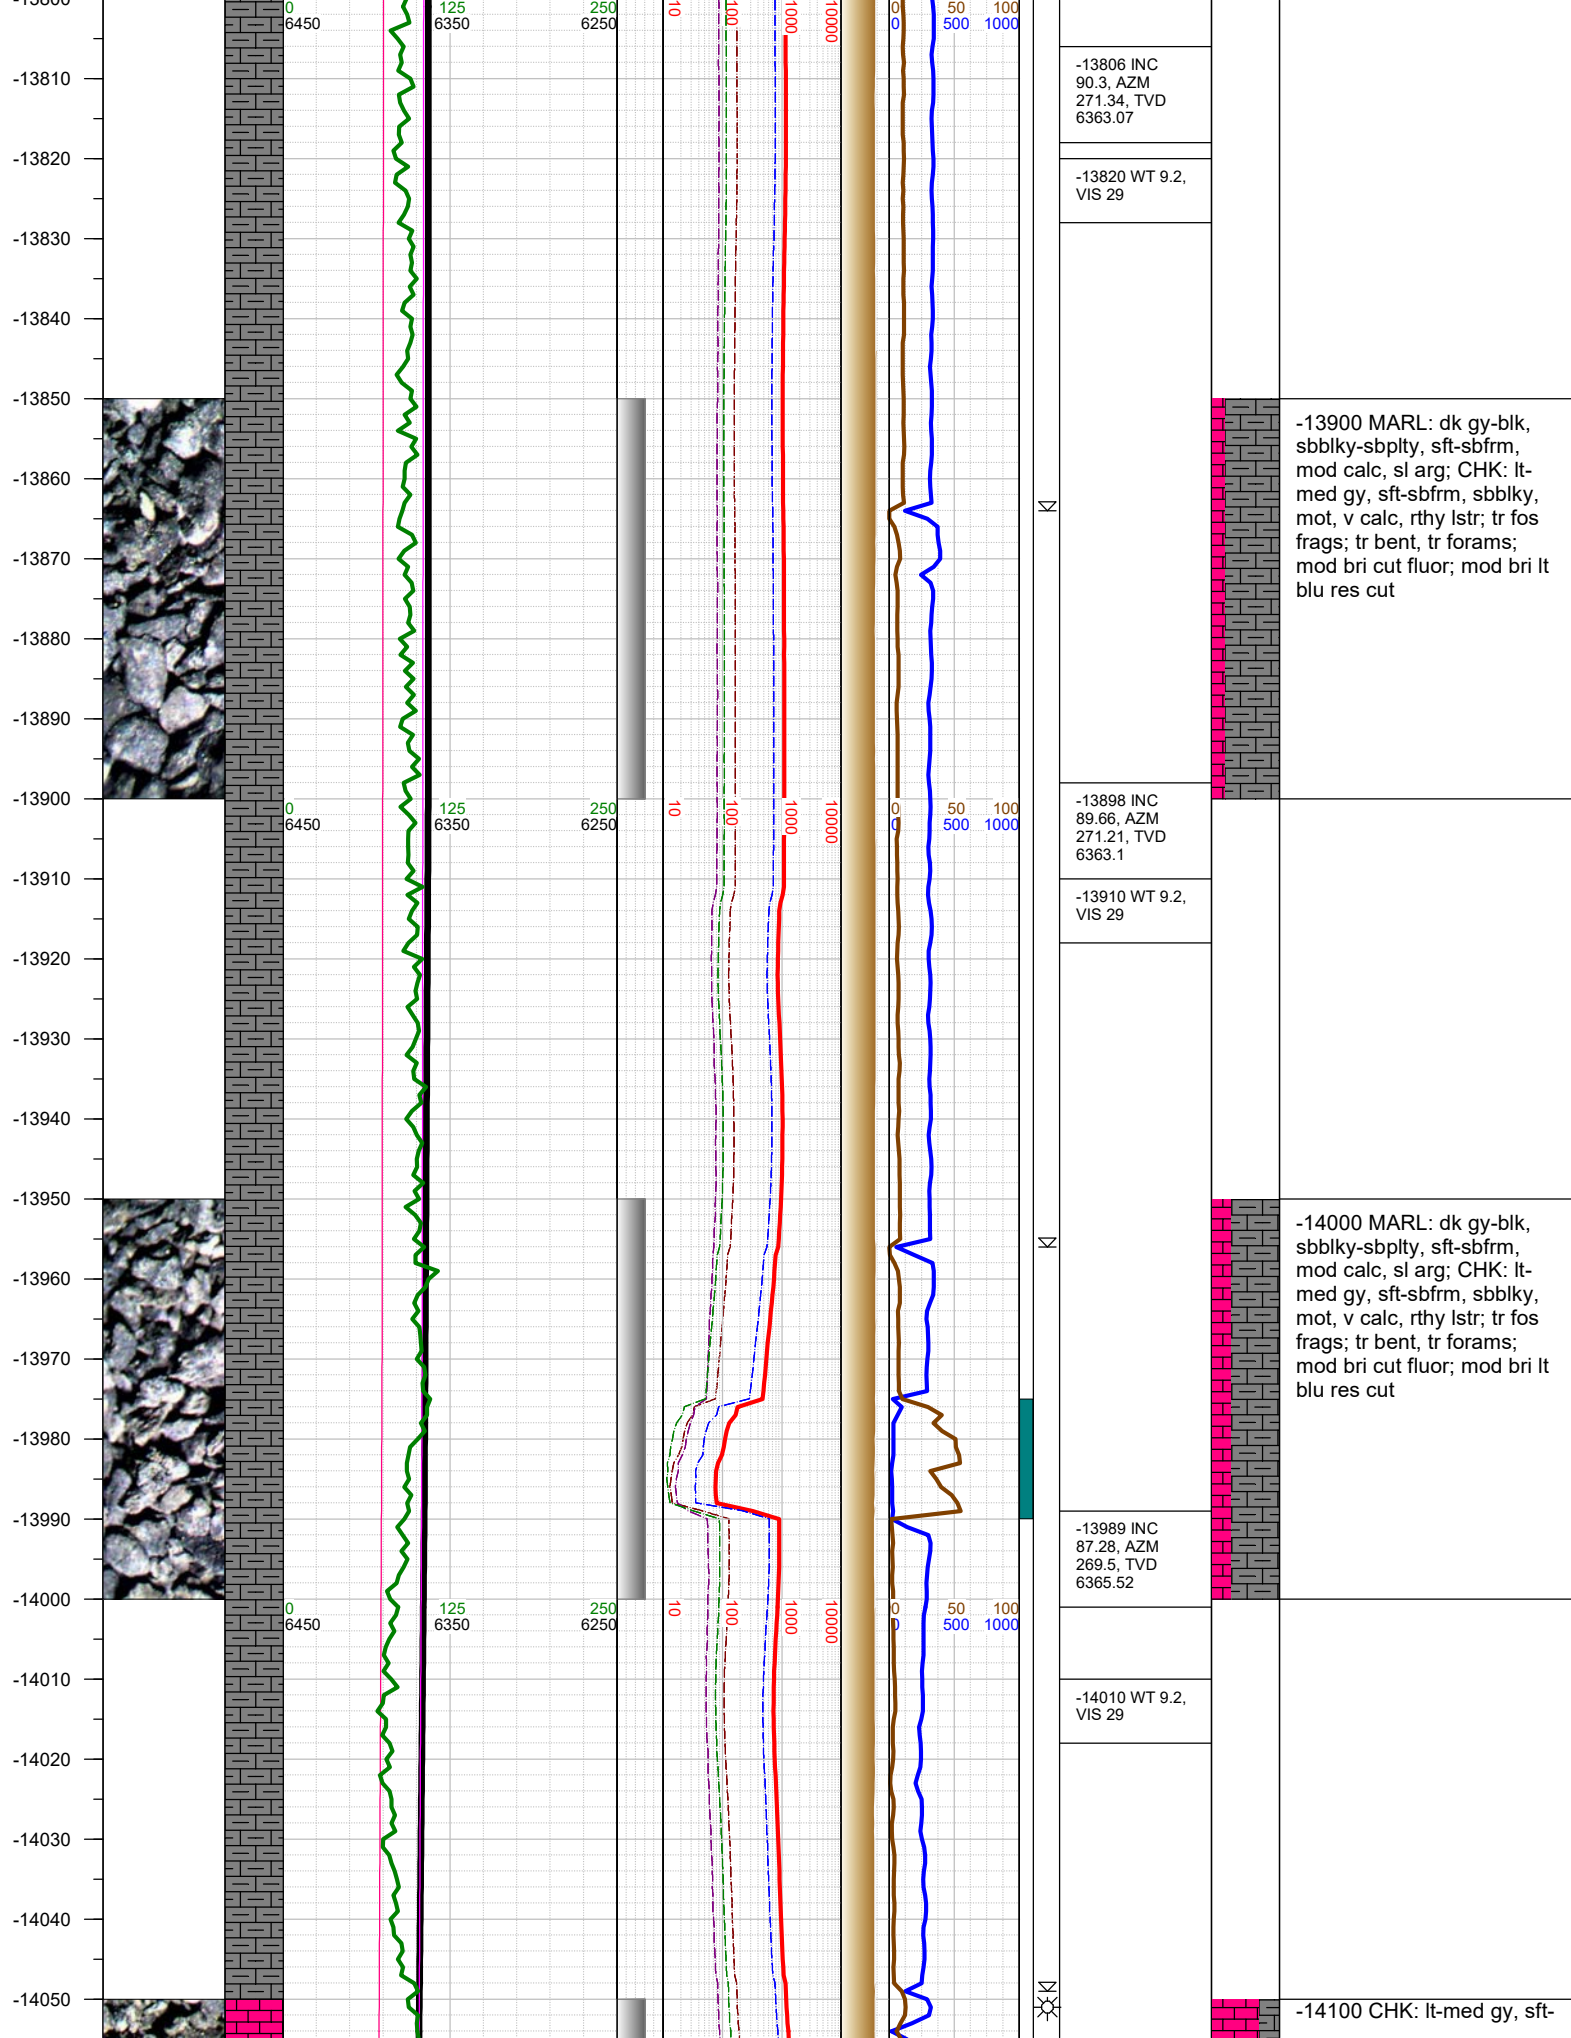 -13800
0 125 250 10 100 1000 10000 0 50 100
6450 6350 6250 0 500 1000
-13806 INC
90.3, AZM
271.34, TVD
6363.07
-13810
-13820
-13820 WT 9.2,
VIS 29
-13830
-13840
-13850
-13900 MARL: dk gy-blk,
sbblky-sbplty, sft-sbfrm,
mod calc, sl arg; CHK: lt-
med gy, sft-sbfrm, sbblky,
mot, v calc, rthy lstr; tr fos
frags; tr bent, tr forams;
mod bri cut fluor; mod bri lt
blu res cut
-13860
-13870
-13880
-13890
-13900
0 125 250 10 100 1000 10000 0 50 100
6450 6350 6250 0 500 1000
-13898 INC
89.66, AZM
271.21, TVD
6363.1
-13910
-13910 WT 9.2,
VIS 29
-13920
-13930
-13940
-13950
-14000 MARL: dk gy-blk,
sbblky-sbplty, sft-sbfrm,
mod calc, sl arg; CHK: lt-
med gy, sft-sbfrm, sbblky,
mot, v calc, rthy lstr; tr fos
frags; tr bent, tr forams;
mod bri cut fluor; mod bri lt
blu res cut
-13960
-13970
-13980
-13990
-13989 INC
87.28, AZM
269.5, TVD
6365.52
-14000
0 125 250 10 100 1000 10000 0 50 100
6450 6350 6250 0 500 1000
-14010
-14010 WT 9.2,
VIS 29
-14020
-14030
-14040
-14050
-14100 CHK: lt-med gy, sft-